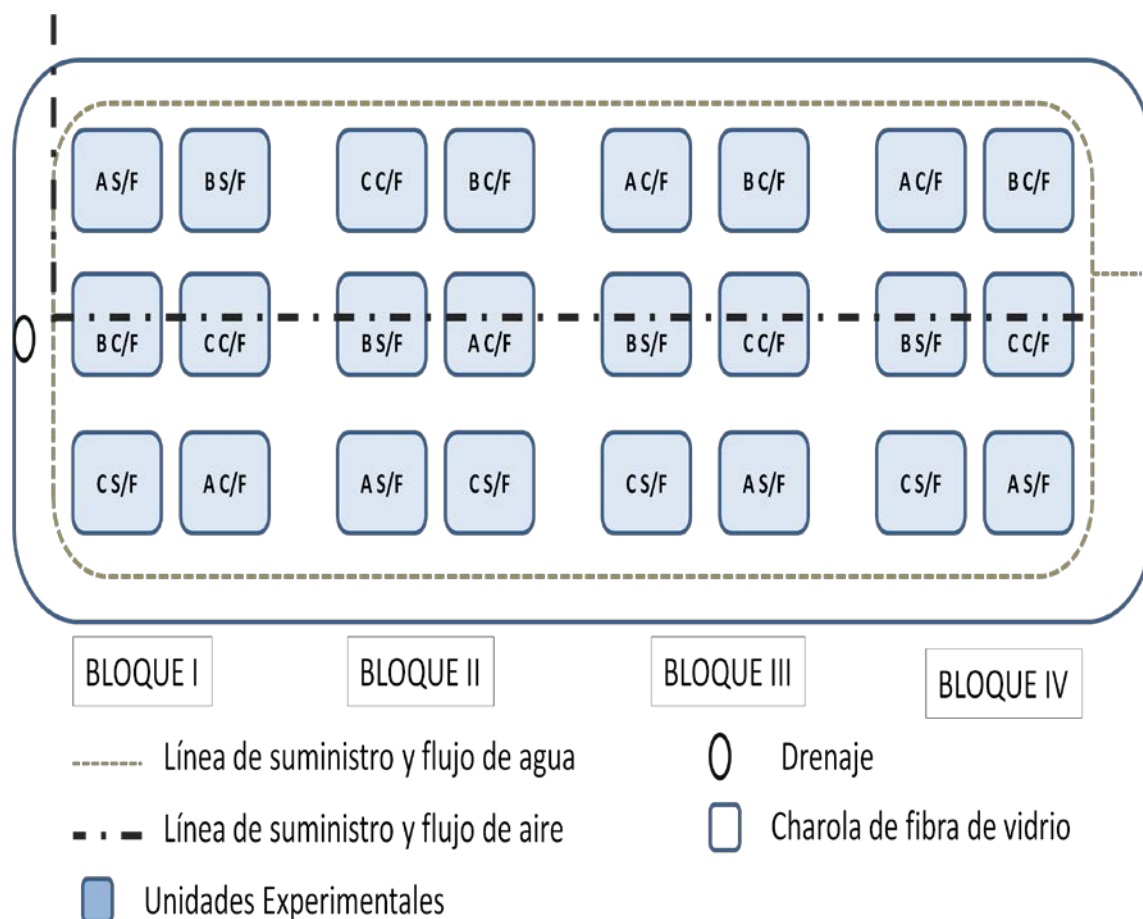 A S/F B S/F C C/F B C/F A C/F B C/F A C/F B C/F
B C/F C C/F B S/F A C/F B S/F C C/F B S/F C C/F
C S/F A C/F A S/F C S/F C S/F A S/F C S/F A S/F
BLOQUE I BLOQUE II BLOQUE III BLOQUE IV
Línea de suministro y flujo de agua Drenaje
Línea de suministro y flujo de aire Charola de fibra de vidrio
Unidades Experimentales